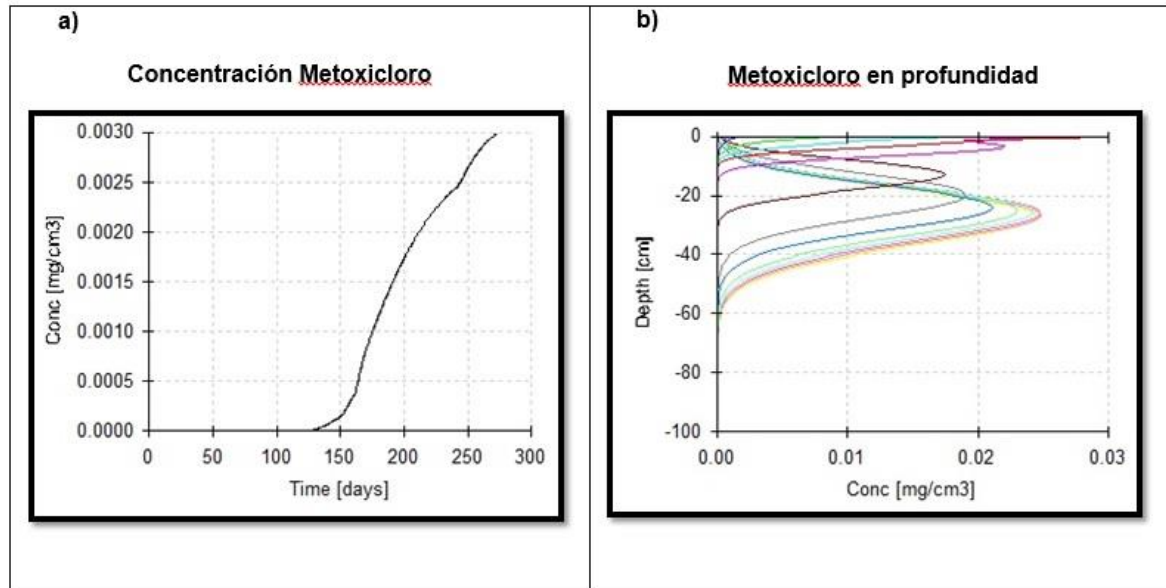 a)
Concentración Metoxicloro
0.0030
0.0025
0.0020
0.0015
0.0010
0.0005
0.0000
Conc [mg/cm3]
0 50 100 150 200 250 300
Time [days]
b)
Metoxicloro en profundidad
0
-20
-40
-60
-80
-100
Depth [cm]
0.00 0.01 0.02 0.03
Conc [mg/cm3]